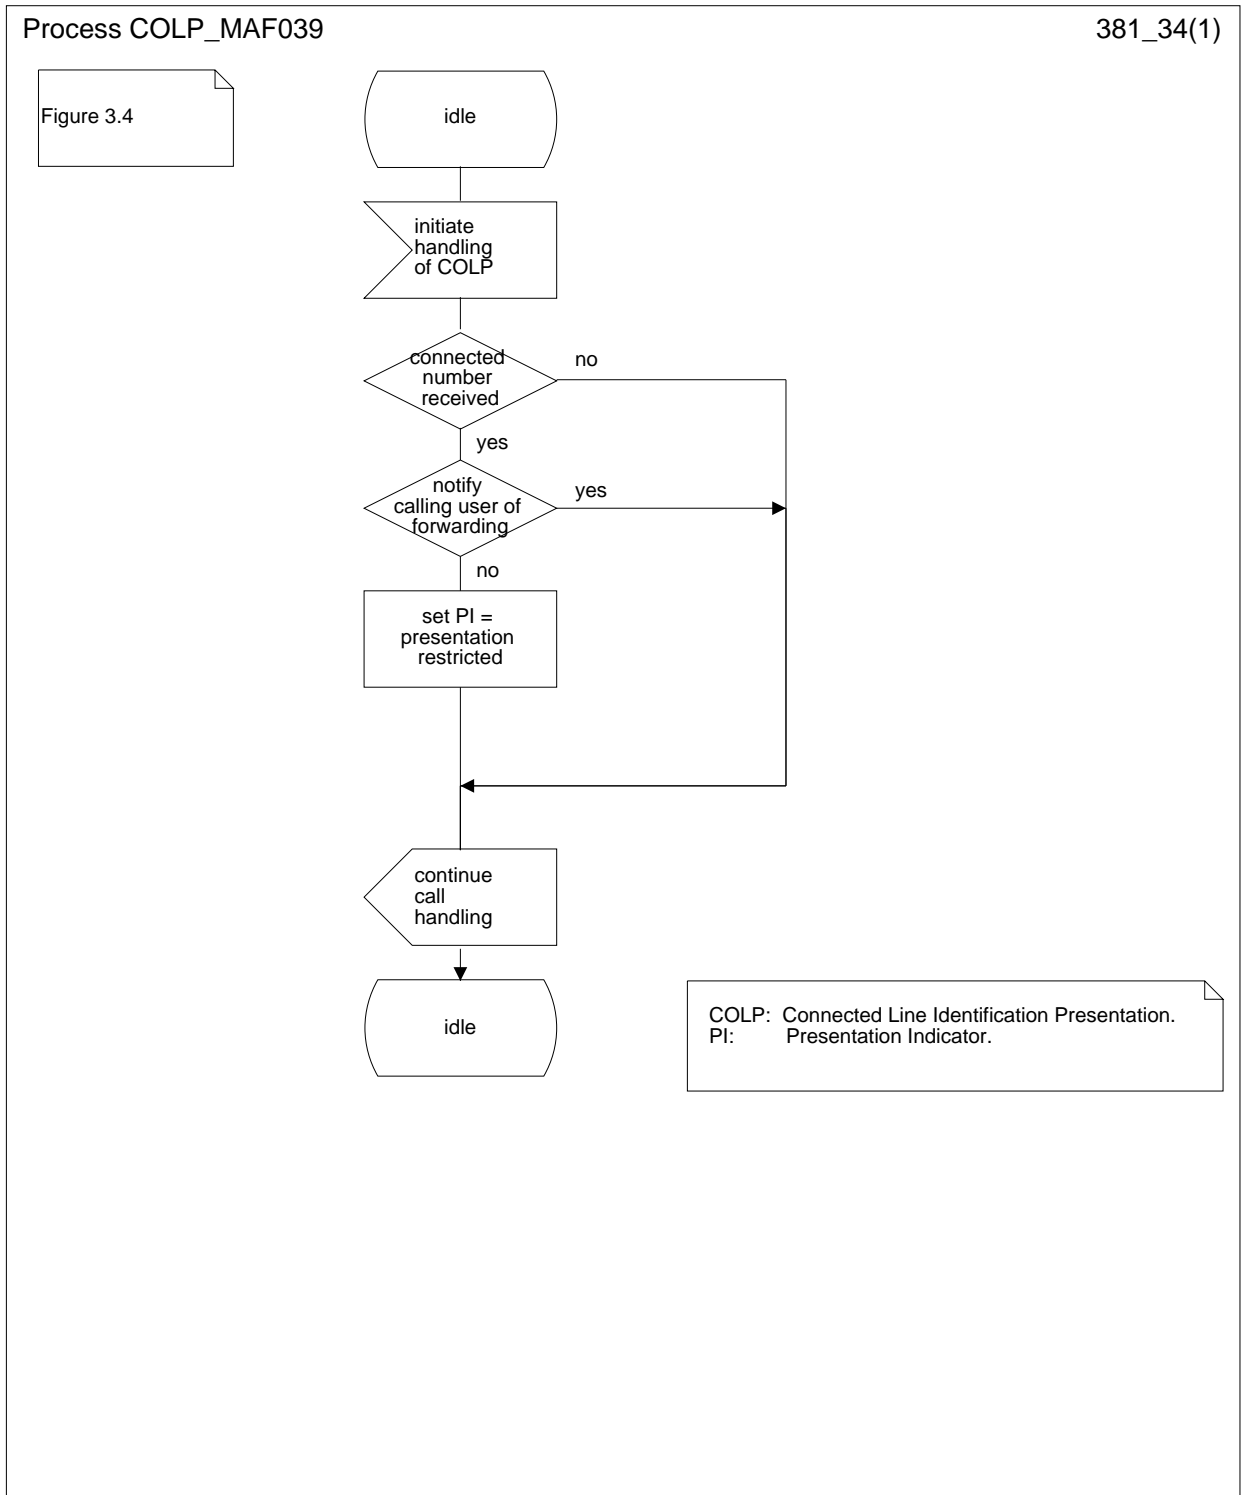 Process COLP_MAF039
381_34(1)
Figure 3.4
idle
initiate
handling
of COLP
connected
number
received
no
yes
notify
calling user of
forwarding
yes
no
set PI =
presentation
restricted
continue
call
handling
idle
COLP: Connected Line Identification Presentation.
PI: Presentation Indicator.